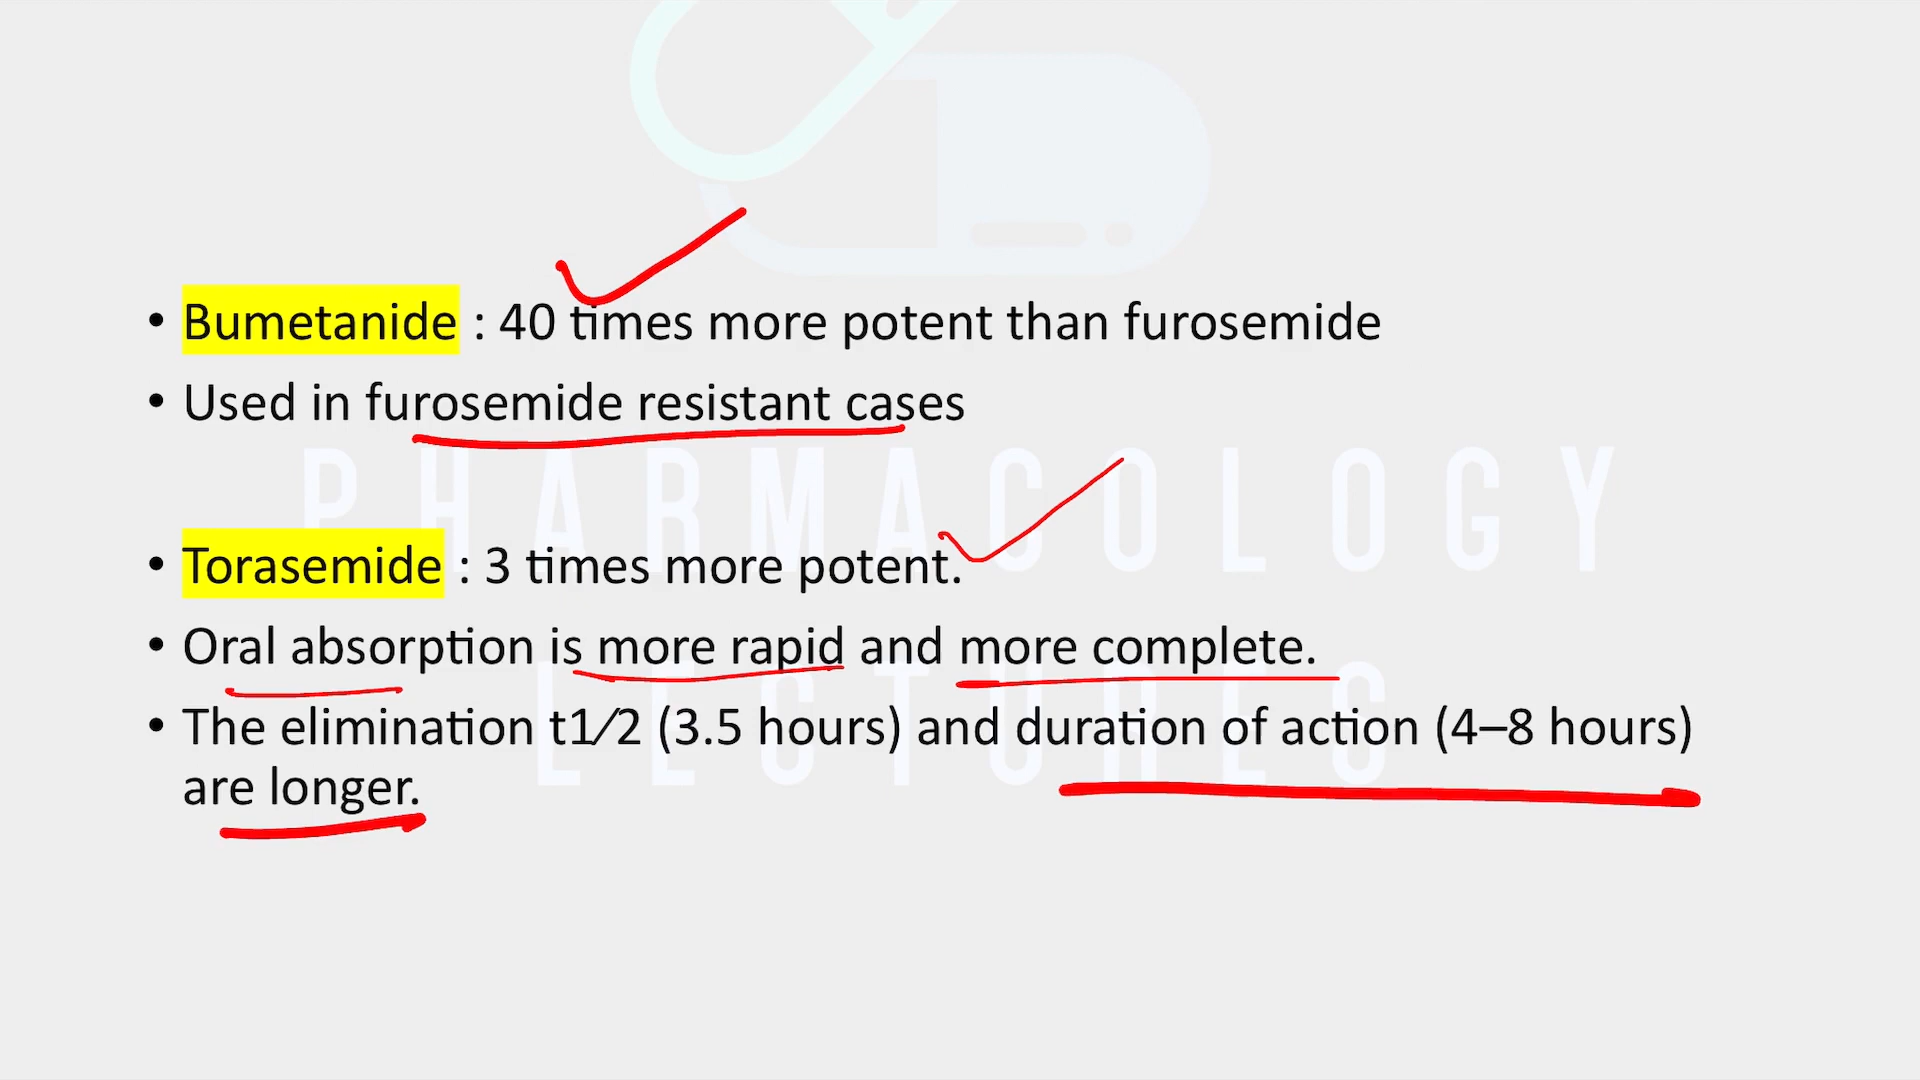 • Bumetanide : 40 times more potent than furosemide
• Used in furosemide resistant cases
PHARMACOLOGY
• Torasemide : 3 times more potent.
• Oral absorption is more rapid and more complete.
LECTURES
• The elimination t1⁄2 (3.5 hours) and duration of action (4–8 hours)
are longer.